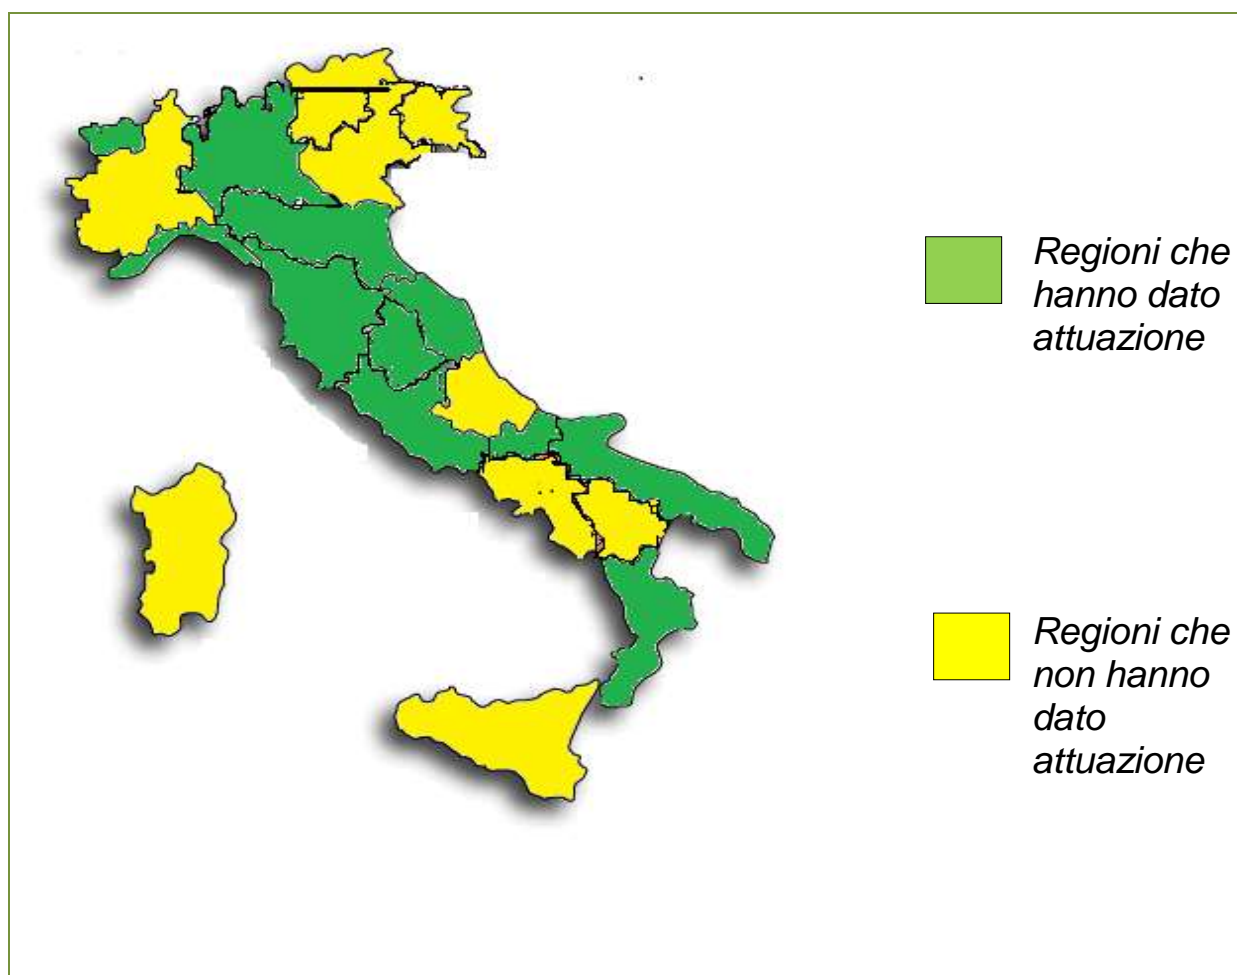 Regioni che
hanno dato
attuazione
Regioni che
non hanno
dato
attuazione